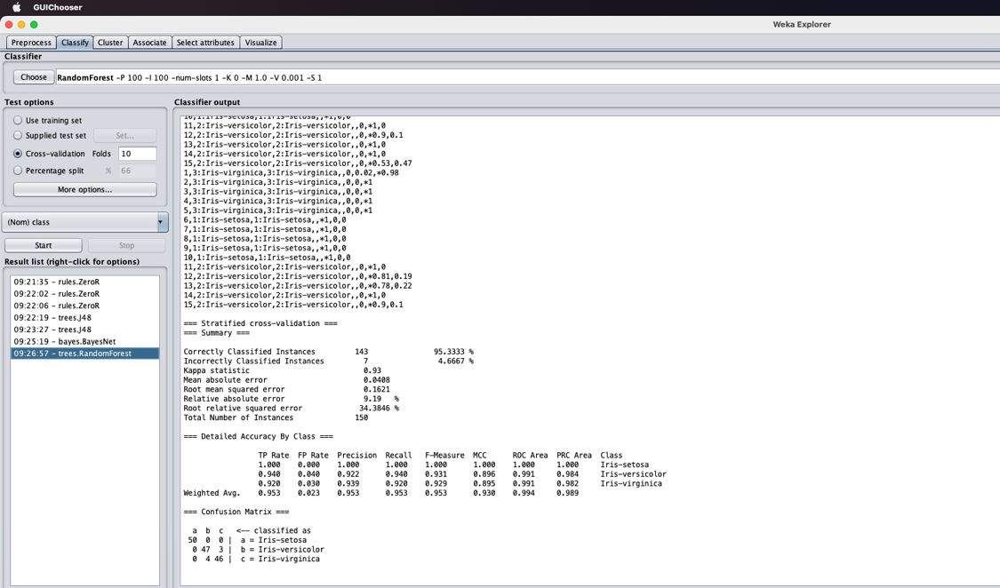 GUIChooser
Weka Explorer
Preprocess Classify Cluster Associate Select attributes Visualize
Classifier
Choose RandomForest -P 100 -I 100 -num-slots 1 -K 0 -M 1.0 -V 0.001 -S 1
Test options
Use training set
Supplied test set Set...
Cross-validation Folds 10
Percentage split % 66
More options...
(Nom) class
Start Stop
Result list (right-click for options)
09:21:35 - rules.ZeroR
09:22:02 - rules.ZeroR
09:22:06 - rules.ZeroR
09:22:19 - trees.J48
09:23:27 - trees.J48
09:25:19 - bayes.BayesNet
09:26:57 - trees.RandomForest
Classifier output
10,1:Iris-setosa,1:Iris-setosa,,*1,0,0
11,2:Iris-versicolor,2:Iris-versicolor,,0,*1,0
12,2:Iris-versicolor,2:Iris-versicolor,,0,*0.9,0.1
13,2:Iris-versicolor,2:Iris-versicolor,,0,*1,0
14,2:Iris-versicolor,2:Iris-versicolor,,0,*1,0
15,2:Iris-versicolor,2:Iris-versicolor,,0,*0.53,0.47
1,3:Iris-virginica,3:Iris-virginica,,0,0.02,*0.98
2,3:Iris-virginica,3:Iris-virginica,,0,0,*1
3,3:Iris-virginica,3:Iris-virginica,,0,0,*1
4,3:Iris-virginica,3:Iris-virginica,,0,0,*1
5,3:Iris-virginica,3:Iris-virginica,,0,0,*1
6,1:Iris-setosa,1:Iris-setosa,,*1,0,0
7,1:Iris-setosa,1:Iris-setosa,,*1,0,0
8,1:Iris-setosa,1:Iris-setosa,,*1,0,0
9,1:Iris-setosa,1:Iris-setosa,,*1,0,0
10,1:Iris-setosa,1:Iris-setosa,,*1,0,0
11,2:Iris-versicolor,2:Iris-versicolor,,0,*1,0
12,2:Iris-versicolor,2:Iris-versicolor,,0,*0.81,0.19
13,2:Iris-versicolor,2:Iris-versicolor,,0,*0.78,0.22
14,2:Iris-versicolor,2:Iris-versicolor,,0,*1,0
15,2:Iris-versicolor,2:Iris-versicolor,,0,*0.9,0.1
=== Stratified cross-validation ===
=== Summary ===
Correctly Classified Instances 143 95.3333 %
Incorrectly Classified Instances 7 4.6667 %
Kappa statistic 0.93
Mean absolute error 0.0408
Root mean squared error 0.1621
Relative absolute error 9.19 %
Root relative squared error 34.3846 %
Total Number of Instances 150
=== Detailed Accuracy By Class ===
TP Rate FP Rate Precision Recall F-Measure MCC ROC Area PRC Area Class
1.000 0.000 1.000 1.000 1.000 1.000 1.000 1.000 Iris-setosa
0.940 0.040 0.922 0.940 0.931 0.896 0.991 0.984 Iris-versicolor
0.920 0.030 0.939 0.920 0.929 0.895 0.991 0.982 Iris-virginica
Weighted Avg. 0.953 0.023 0.953 0.953 0.953 0.930 0.994 0.989
=== Confusion Matrix ===
a b c <-- classified as
50 0 0 | a = Iris-setosa
0 47 3 | b = Iris-versicolor
0 4 46 | c = Iris-virginica